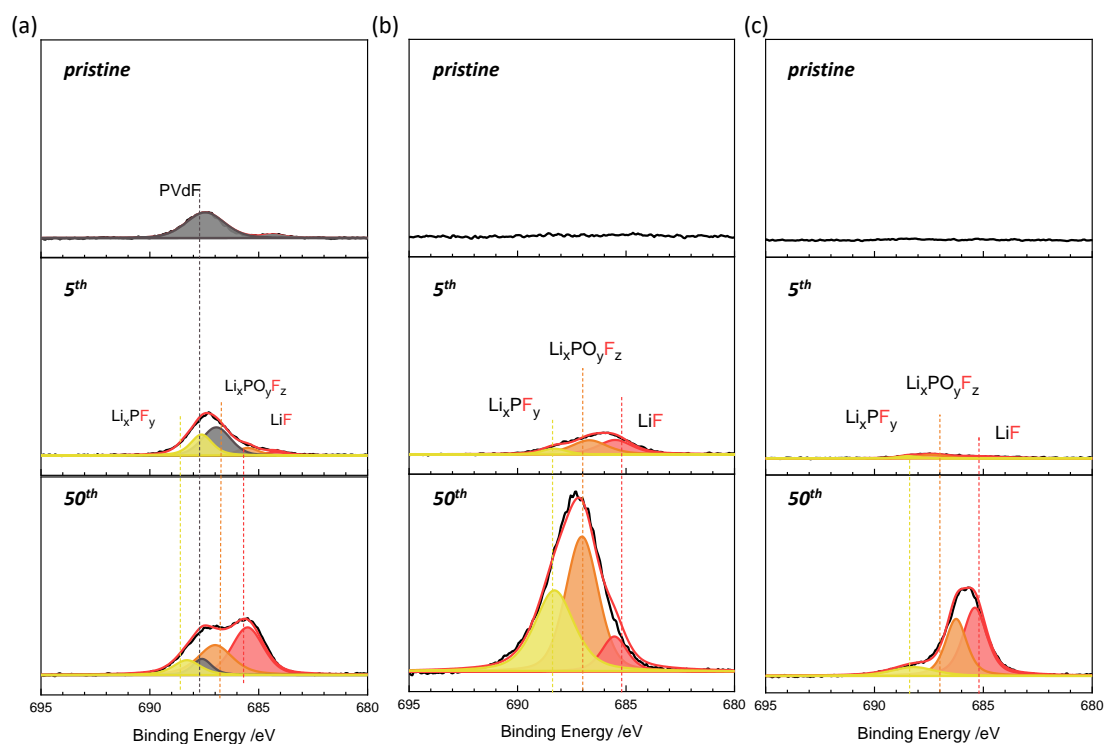 (a)
pristine
PVdF
5th
LixPFy
LixPOyFz
LiF
50th
695 690 685 680
Binding Energy /eV
(b)
pristine
5th
LixPOyFz
LixPFy
LiF
50th
695 690 685 680
Binding Energy /eV
(c)
pristine
5th
LixPOyFz
LixPFy
LiF
50th
695 690 685 680
Binding Energy /eV